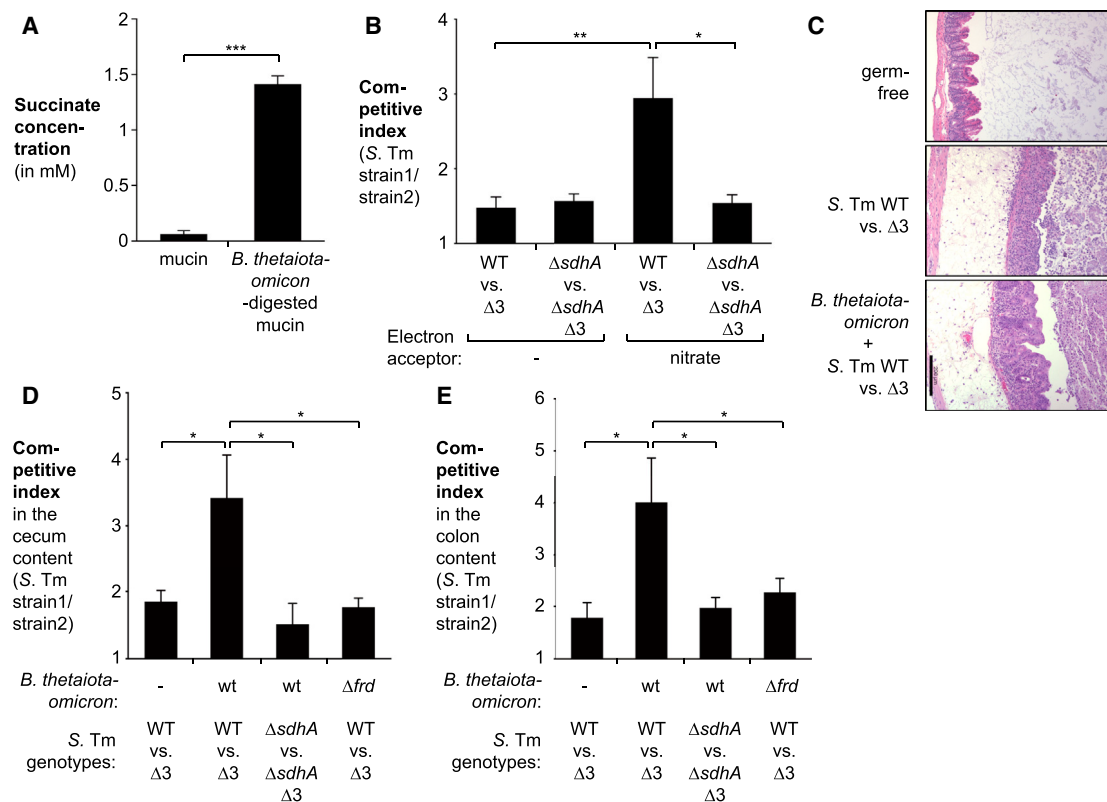 A
***
2
1.5
1
0.5
0
Succinate
concen-
tration
(in mM)
mucin
B. thetaiota-
omicon
-digested
mucin
B
**
*
4
3
2
1
Com-
petitive
index
(S. Tm
strain1/
strain2)
WT
vs.
Δ3
ΔsdhA
vs.
ΔsdhA
Δ3
WT
vs.
Δ3
ΔsdhA
vs.
ΔsdhA
Δ3
Electron
acceptor:
-
nitrate
C
germ-
free
S. Tm WT
vs. Δ3
B. thetaiota-
omicron
+
S. Tm WT
vs. Δ3
D
*
*
*
5
4
3
2
1
Com-
petitive
index
in the
cecum
content
(S. Tm
strain1/
strain2)
B. thetaiota-
omicron:
-
wt
wt
Δfrd
S. Tm
genotypes:
WT
vs.
Δ3
WT
vs.
Δ3
ΔsdhA
vs.
ΔsdhA
Δ3
WT
vs.
Δ3
E
*
*
*
6
5
4
3
2
1
Com-
petitive
index
in the
colon
content
(S. Tm
strain1/
strain2)
B. thetaiota-
omicron:
-
wt
wt
Δfrd
S. Tm
genotypes:
WT
vs.
Δ3
WT
vs.
Δ3
ΔsdhA
vs.
ΔsdhA
Δ3
WT
vs.
Δ3